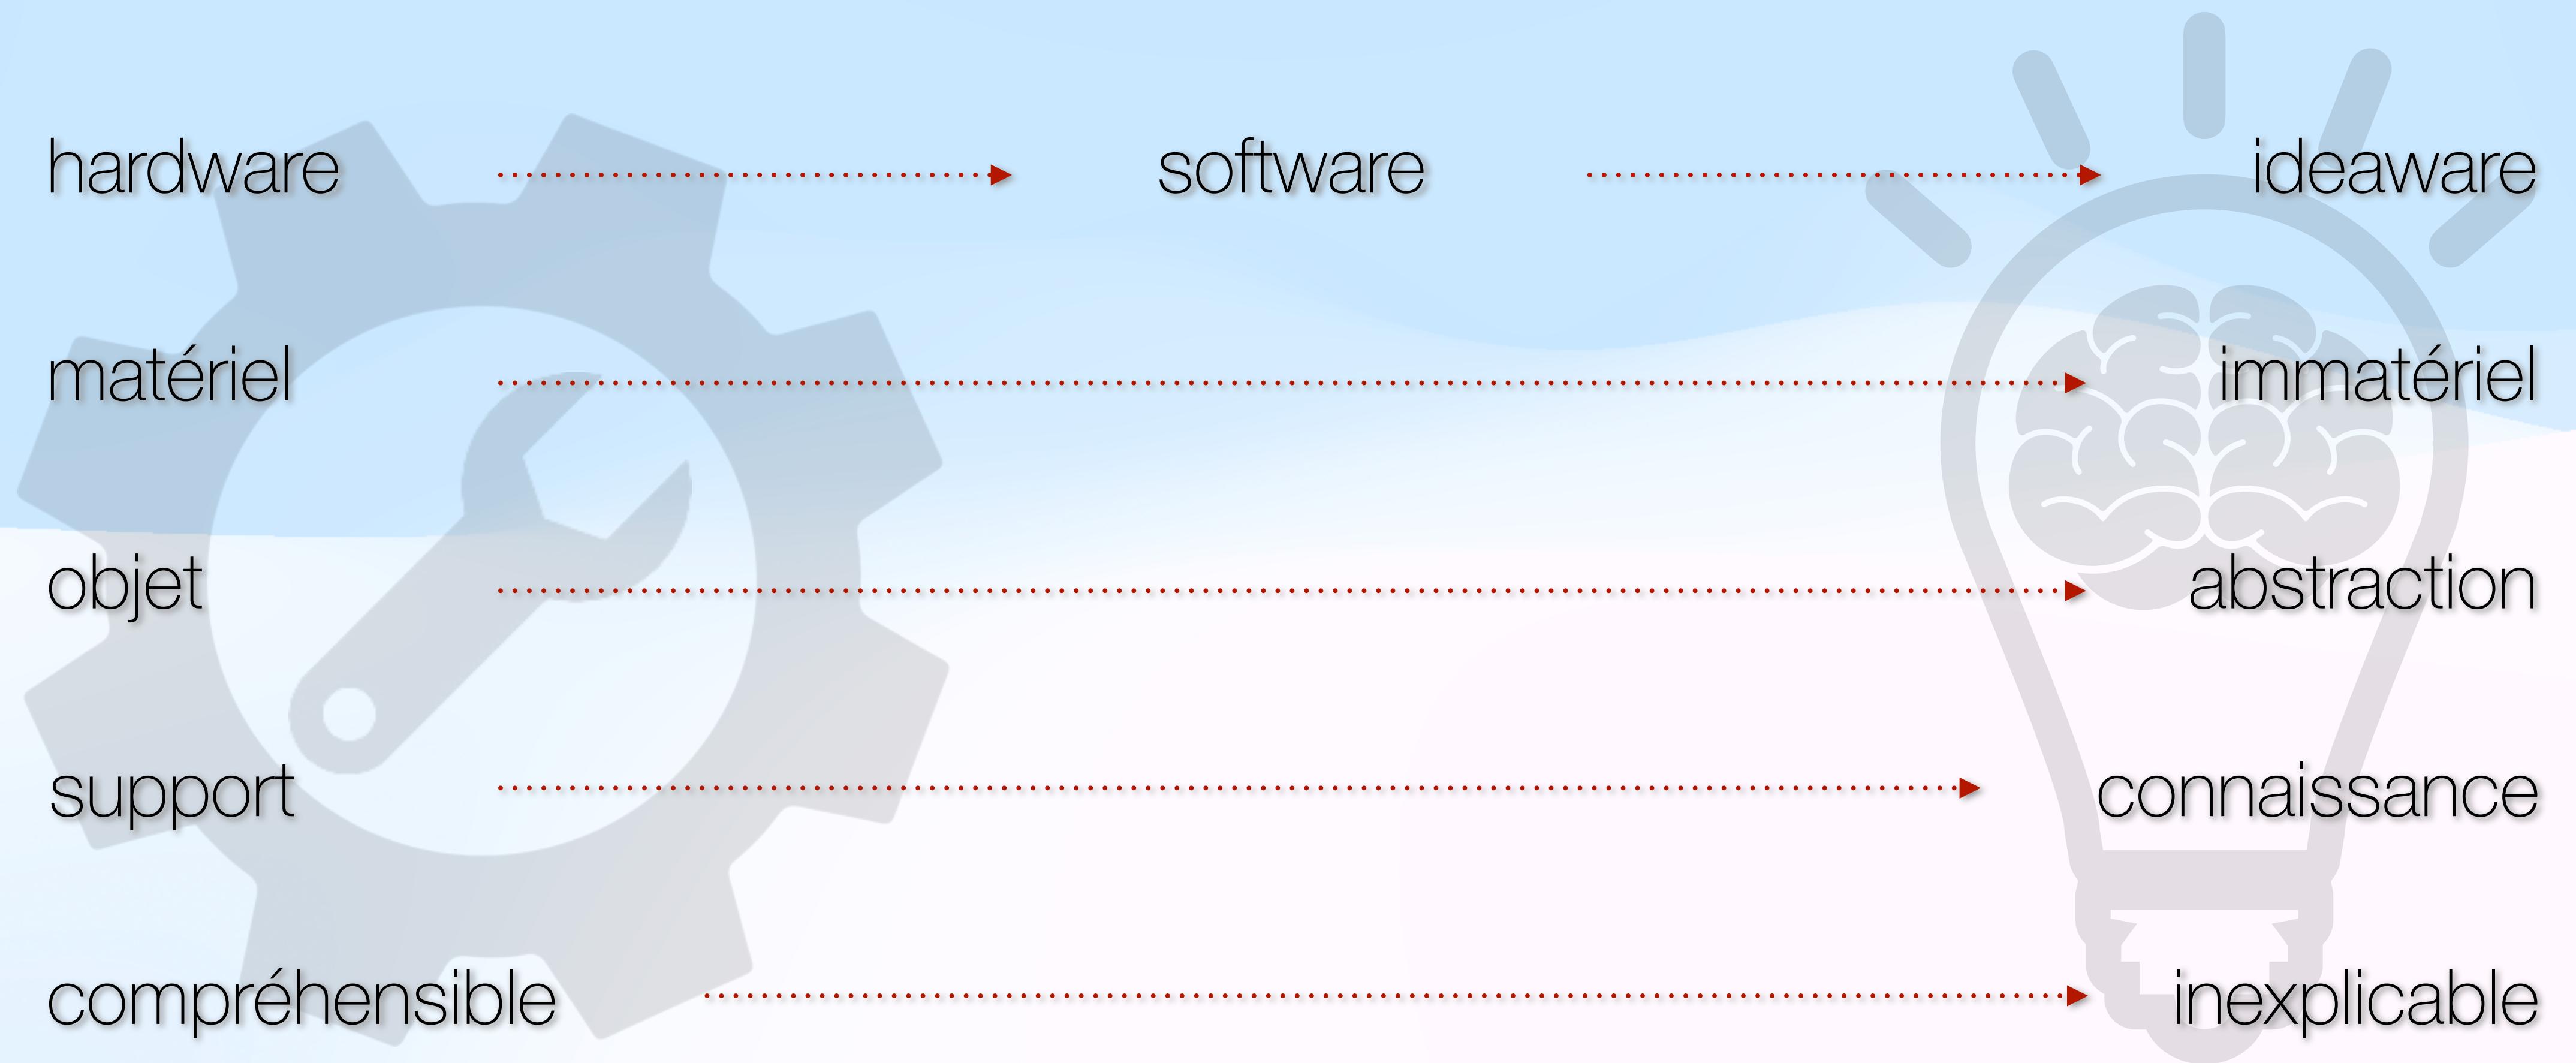 hardware software ideaware
matériel immatériel
objet abstraction
support connaissance
compréhensible inexplicable